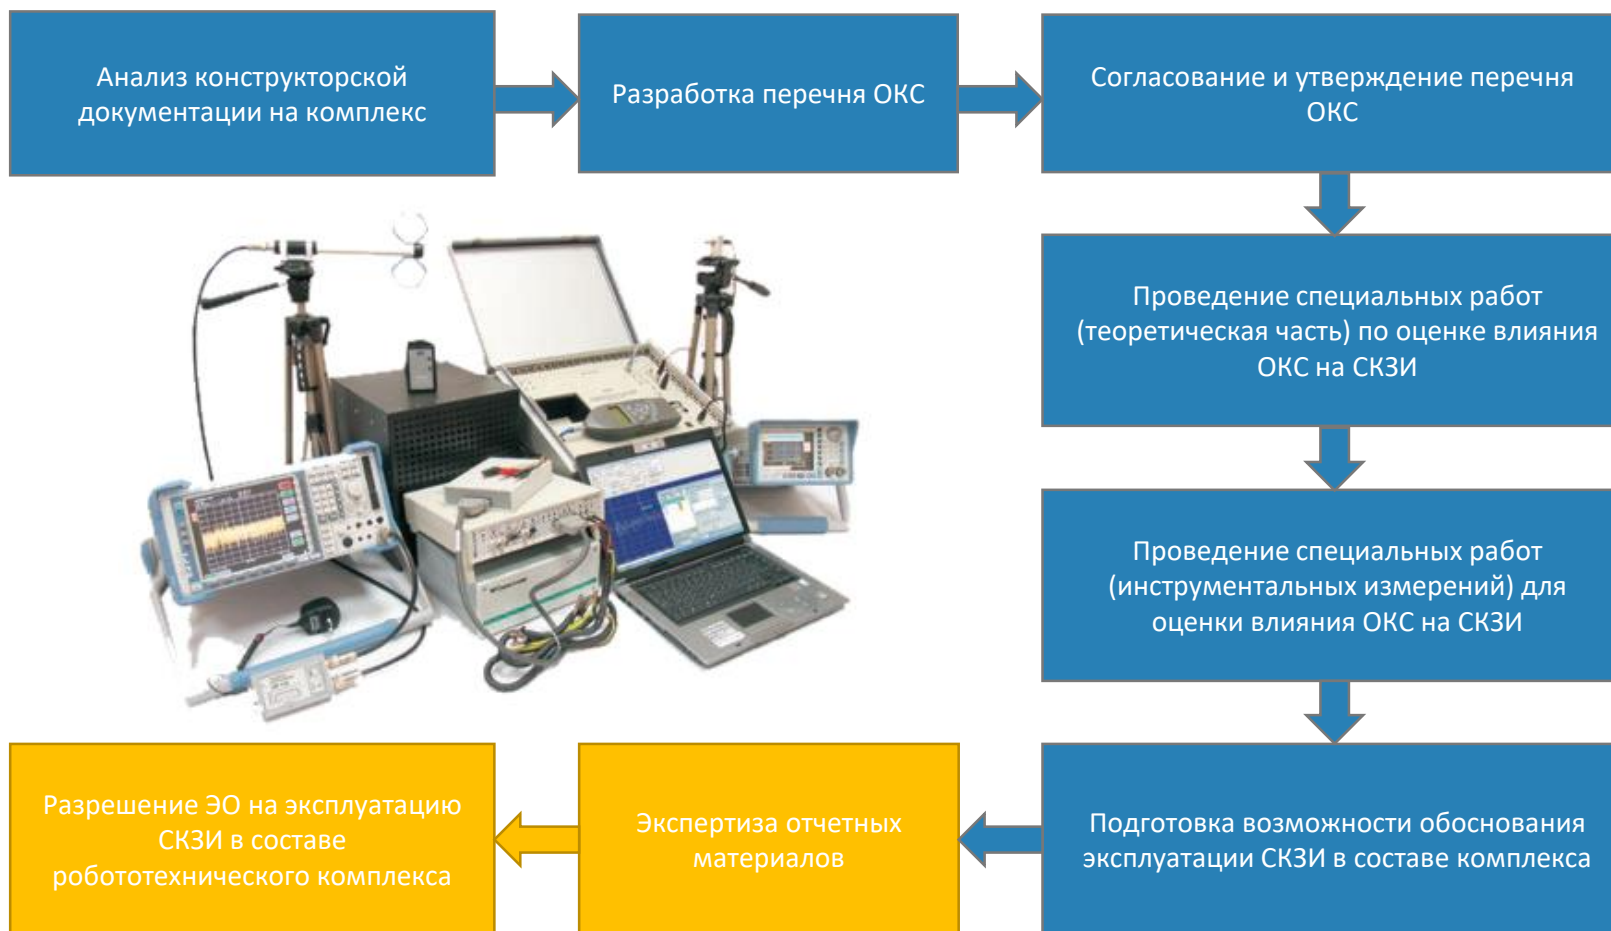 Анализ конструкторской
документации на комплекс
Разработка перечня ОКС
Согласование и утверждение перечня
ОКС
Проведение специальных работ
(теоретическая часть) по оценке влияния
ОКС на СКЗИ
Проведение специальных работ
(инструментальных измерений) для
оценки влияния ОКС на СКЗИ
Подготовка возможности обоснования
эксплуатации СКЗИ в составе комплекса
Экспертиза отчетных
материалов
Разрешение ЭО на эксплуатацию
СКЗИ в составе
робототехнического комплекса